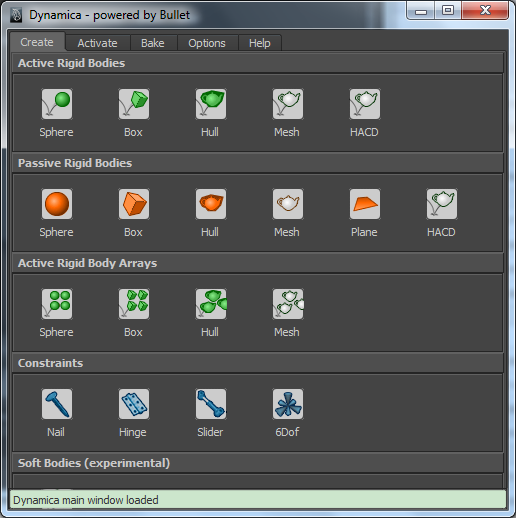 Dynamica - powered by Bullet
Create Activate Bake Options Help
Active Rigid Bodies
Sphere Box Hull Mesh HACD
Passive Rigid Bodies
Sphere Box Hull Mesh Plane HACD
Active Rigid Body Arrays
Sphere Box Hull Mesh
Constraints
Nail Hinge Slider 6Dof
Soft Bodies (experimental)
Dynamica main window loaded